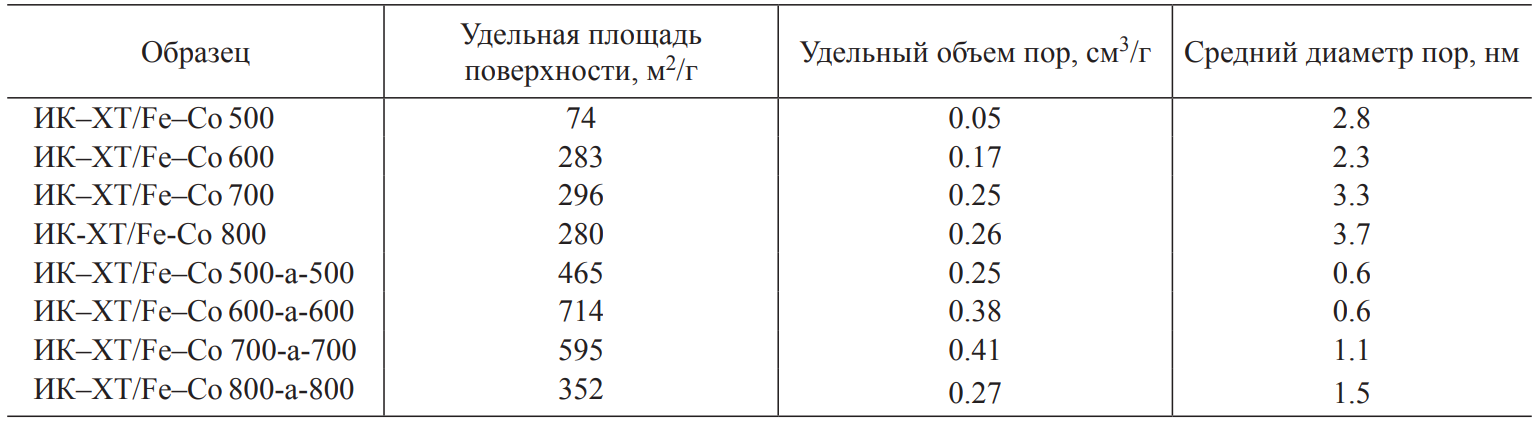 Образец Удельная площадь поверхности, м²/г Удельный объем пор, см³/г Средний диаметр пор, нм
ИК–ХТ/Fe–Co 500 74 0.05 2.8
ИК–ХТ/Fe–Co 600 283 0.17 2.3
ИК–ХТ/Fe–Co 700 296 0.25 3.3
ИК-ХТ/Fe-Co 800 280 0.26 3.7
ИК–ХТ/Fe–Co 500-а-500 465 0.25 0.6
ИК–ХТ/Fe–Co 600-а-600 714 0.38 0.6
ИК–ХТ/Fe–Co 700-а-700 595 0.41 1.1
ИК–ХТ/Fe–Co 800-а-800 352 0.27 1.5